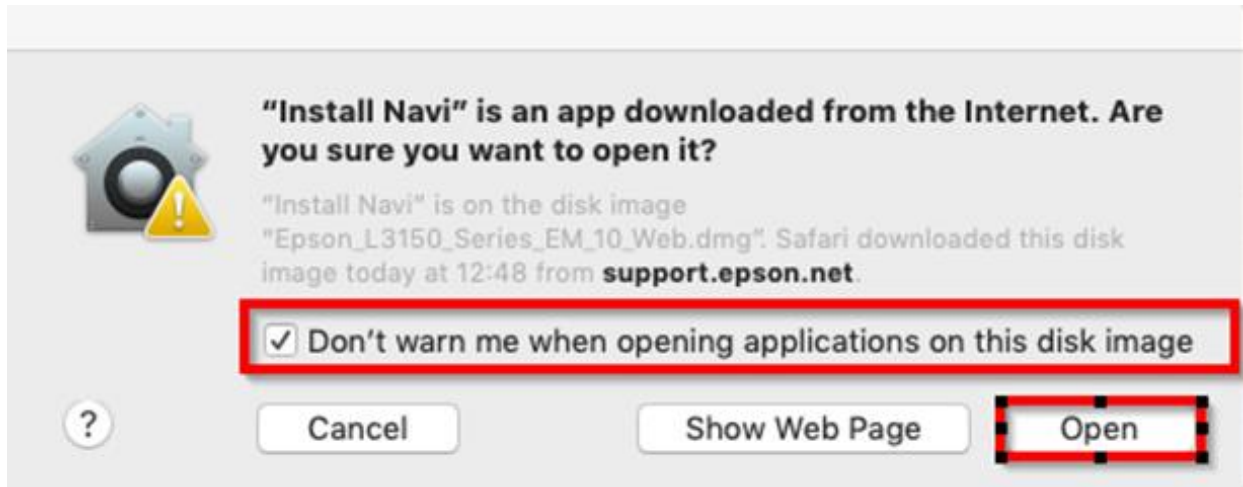 “Install Navi” is an app downloaded from the Internet. Are
you sure you want to open it?
“Install Navi” is on the disk image
“Epson_L3150_Series_EM_10_Web.dmg”. Safari downloaded this disk
image today at 12:48 from support.epson.net.
Don’t warn me when opening applications on this disk image
? Cancel Show Web Page Open